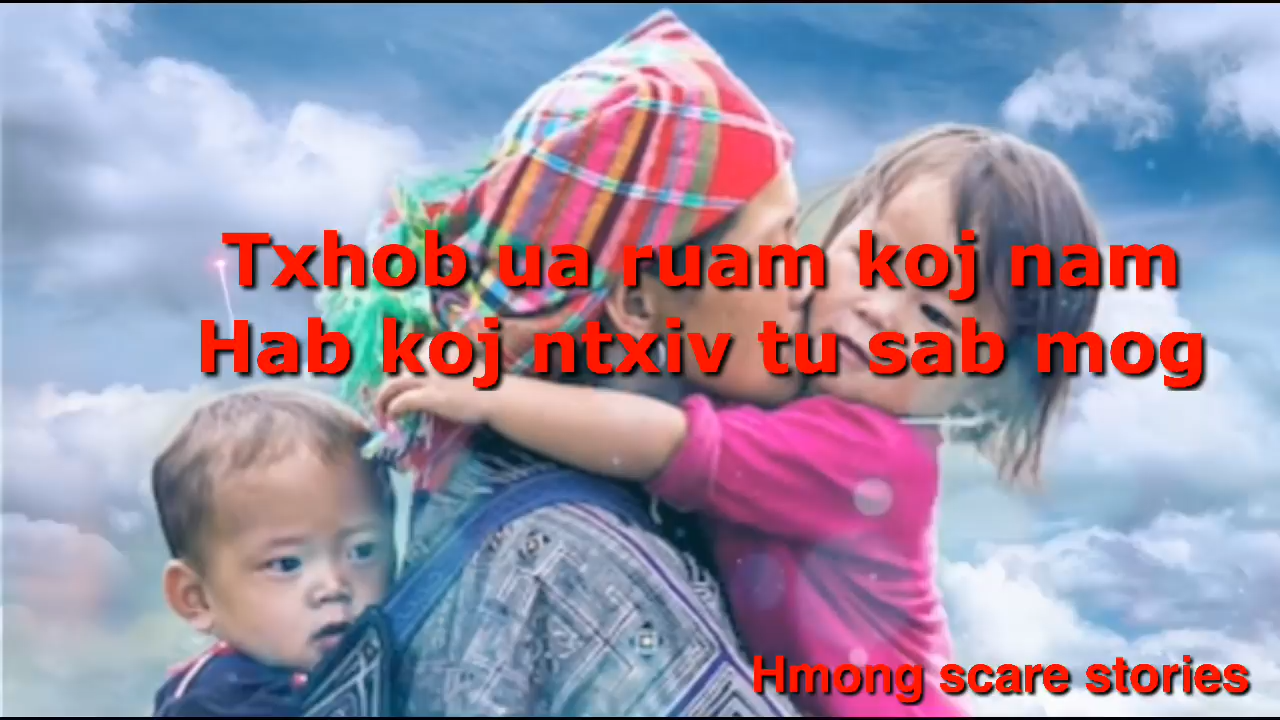 Txhob ua ruam koj nam
Hab koj ntxiv tu sab mog
Hmong scare stories